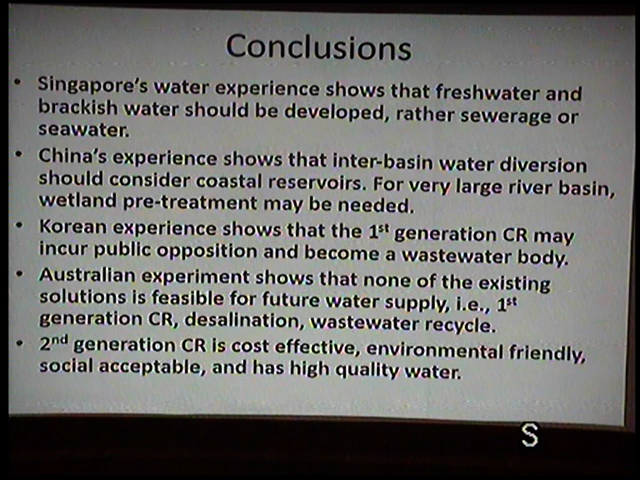 Conclusions
• Singapore's water experience shows that freshwater and
brackish water should be developed, rather sewerage or
seawater.
• China's experience shows that inter-basin water diversion
should consider coastal reservoirs. For very large river basin,
wetland pre-treatment may be needed.
• Korean experience shows that the 1st generation CR may
incur public opposition and become a wastewater body.
• Australian experiment shows that none of the existing
solutions is feasible for future water supply, i.e., 1st
generation CR, desalination, wastewater recycle.
• 2nd generation CR is cost effective, environmental friendly,
social acceptable, and has high quality water.
S